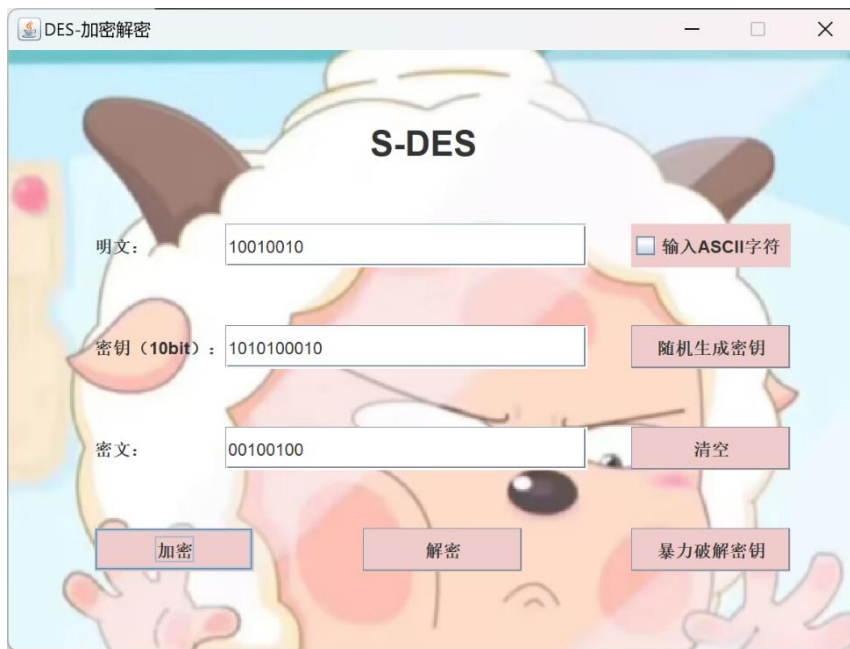 DES-加密解密
S-DES
明文： 10010010 输入ASCII字符
密钥（10bit）： 1010100010 随机生成密钥
密文： 00100100 清空
加密 解密 暴力破解密钥